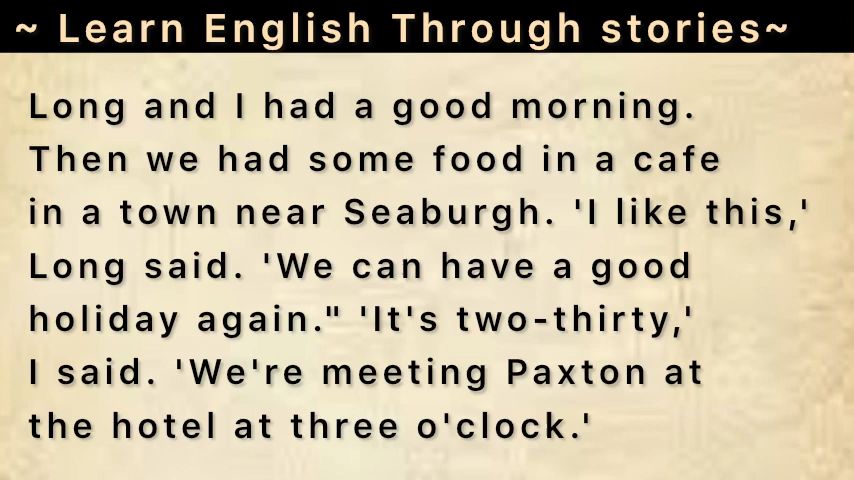 ~ Learn English Through stories~
Long and I had a good morning.
Then we had some food in a cafe
in a town near Seaburgh. 'I like this,'
Long said. 'We can have a good
holiday again." 'It's two-thirty,'
I said. 'We're meeting Paxton at
the hotel at three o'clock.'